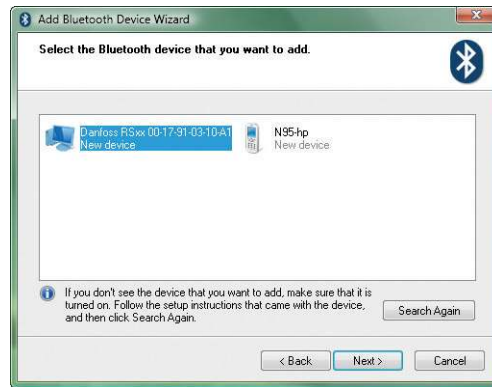 Add Bluetooth Device Wizard
Select the Bluetooth device that you want to add.
Danfoss RSxx 00-17-91-03-10-A1
New device
N95-hp
New device
If you don't see the device that you want to add, make sure that it is
turned on. Follow the setup instructions that came with the device,
and then click Search Again.
Search Again
< Back
Next >
Cancel